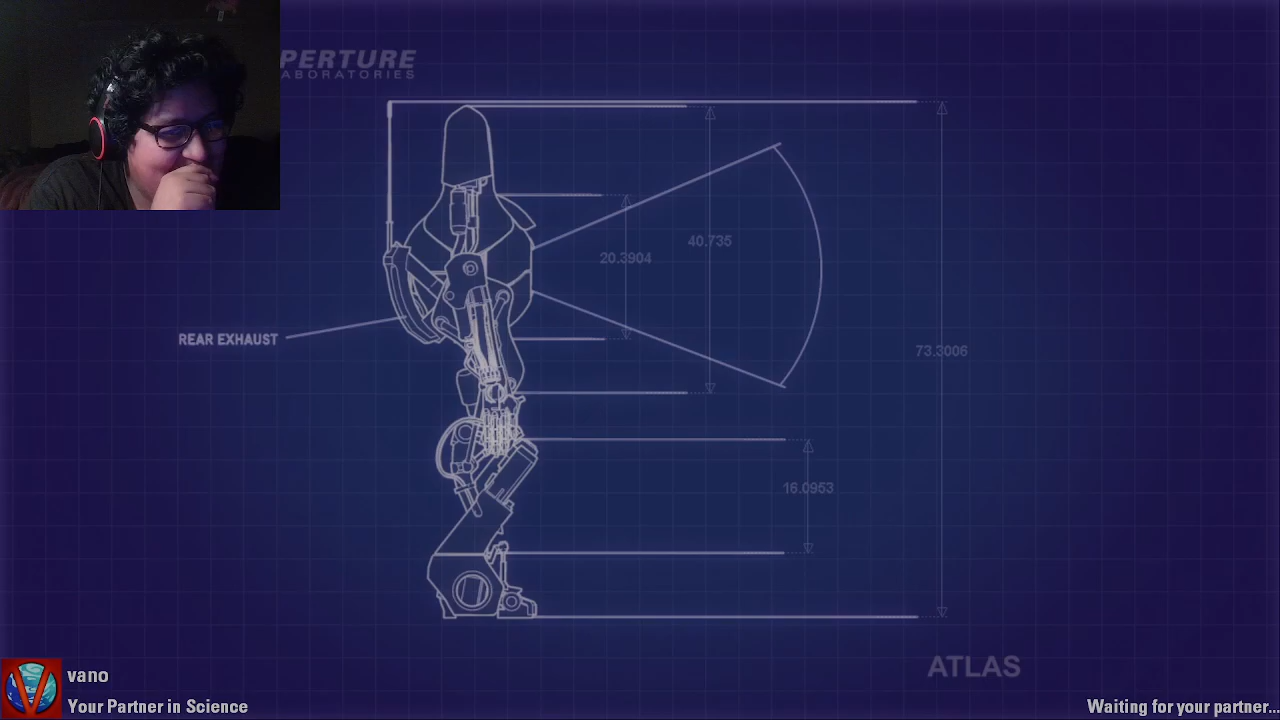 PERTURE
ABORATORIES
20.3904
40.735
REAR EXHAUST
73.3006
16.0953
ATLAS
vano
Your Partner in Science
Waiting for your partner...